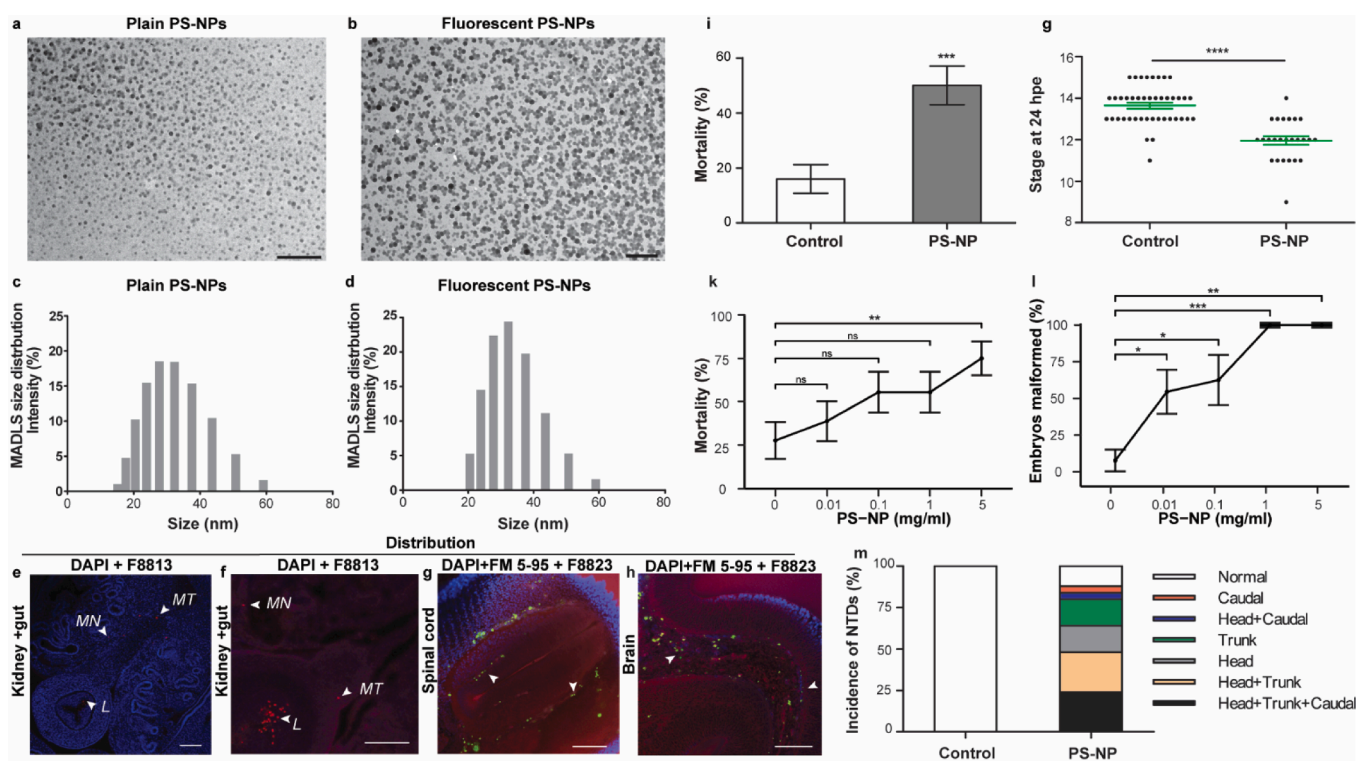 a
Plain PS-NPs
b
Fluorescent PS-NPs
i
Mortality (%)
60
40
20
0
***
Control
PS-NP
g
Stage at 24 hpe
16
14
12
10
8
****
Control
PS-NP
c
Plain PS-NPs
MADLS size distrbution
Intensity (%)
25
20
15
10
5
0
0
20
40
60
80
Size (nm)
d
Fluorescent PS-NPs
MADLS size distrbution
Intensity (%)
25
20
15
10
5
0
0
20
40
60
80
Size (nm)
k
Mortality (%)
100
75
50
25
0
**
ns
ns
ns
0
0.01
0.1
1
5
PS−NP (mg/ml)
l
Embryos malformed (%)
100
75
50
25
0
**
***
*
*
0
0.01
0.1
1
5
PS−NP (mg/ml)
Distribution
e
DAPI + F8813
Kidney +gut
MN
MT
L
f
DAPI + F8813
Kidney +gut
MN
MT
L
g
DAPI+FM 5-95 + F8823
Spinal cord
h
DAPI+FM 5-95 + F8823
Brain
m
Incidence of NTDs (%)
100
75
50
25
0
Control
PS-NP
Normal
Caudal
Head+Caudal
Trunk
Head
Head+Trunk
Head+Trunk+Caudal